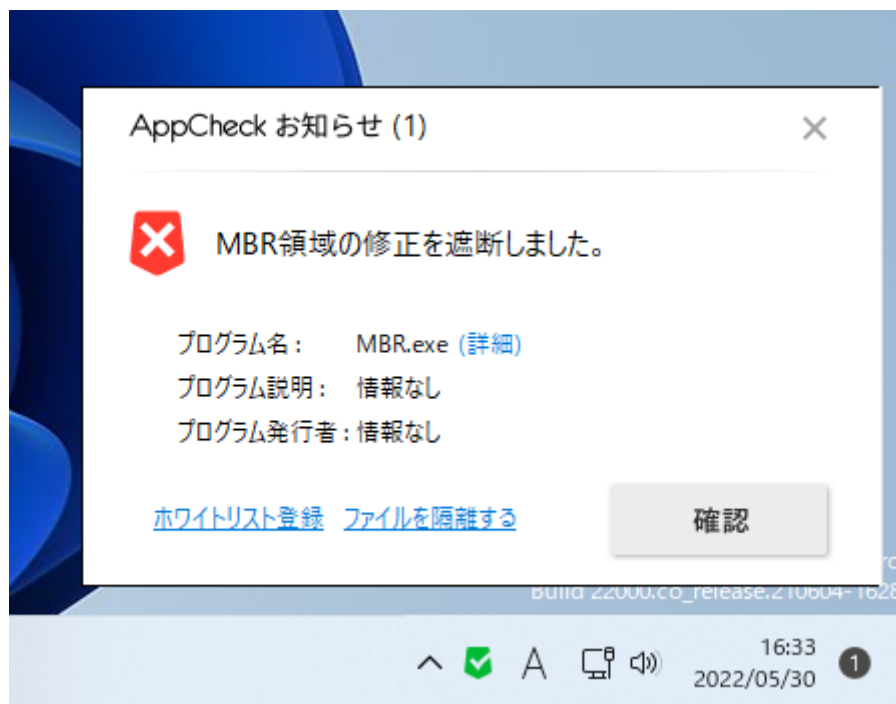 AppCheck お知らせ (1)
MBR領域の修正を遮断しました。
プログラム名 : MBR.exe (詳細)
プログラム説明 : 情報なし
プログラム発行者 : 情報なし
ホワイトリスト登録 ファイルを隔離する 確認
Build 22000.co_release.210604-1628
A 16:33
2022/05/30 1